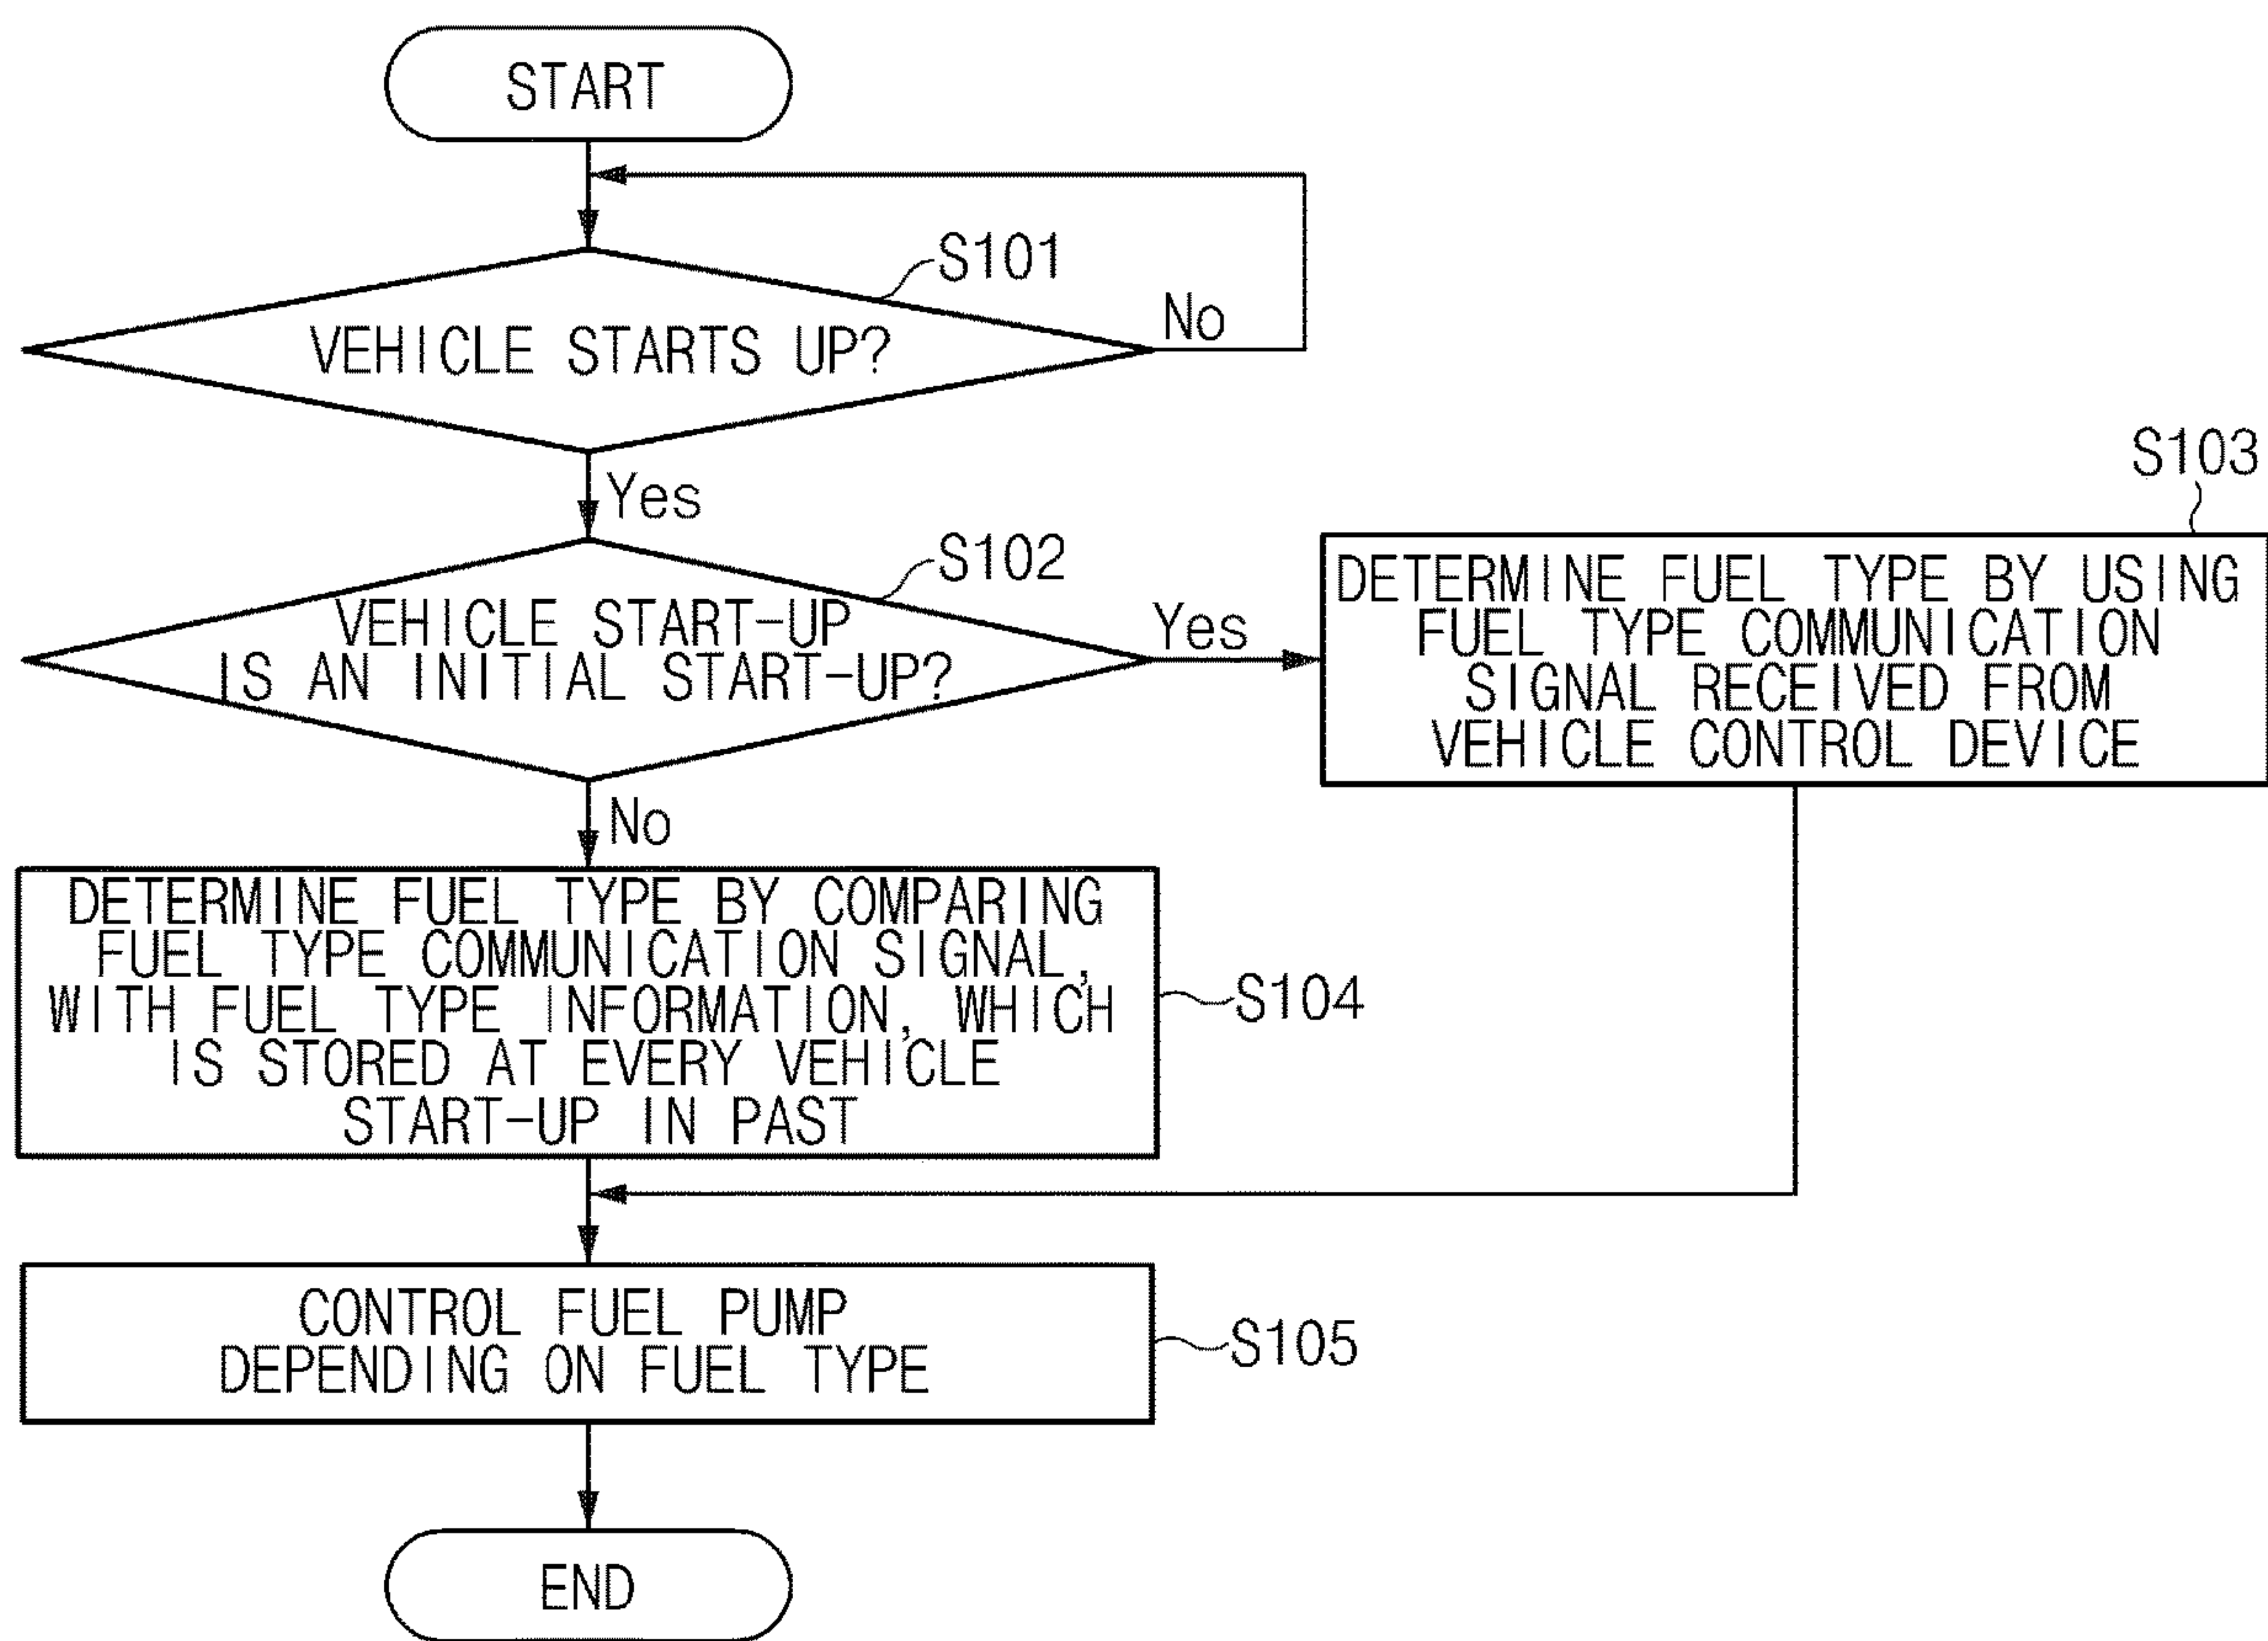 START
S101
VEHICLE STARTS UP?
No
Yes
S102
VEHICLE START-UP
IS AN INITIAL START-UP?
Yes
S103
DETERMINE FUEL TYPE BY USING
FUEL TYPE COMMUNICATION
SIGNAL RECEIVED FROM
VEHICLE CONTROL DEVICE
No
DETERMINE FUEL TYPE BY COMPARING
FUEL TYPE COMMUNICATION SIGNAL,
WITH FUEL TYPE INFORMATION, WHICH
IS STORED AT EVERY VEHICLE
START-UP IN PAST
S104
CONTROL FUEL PUMP
DEPENDING ON FUEL TYPE
S105
END